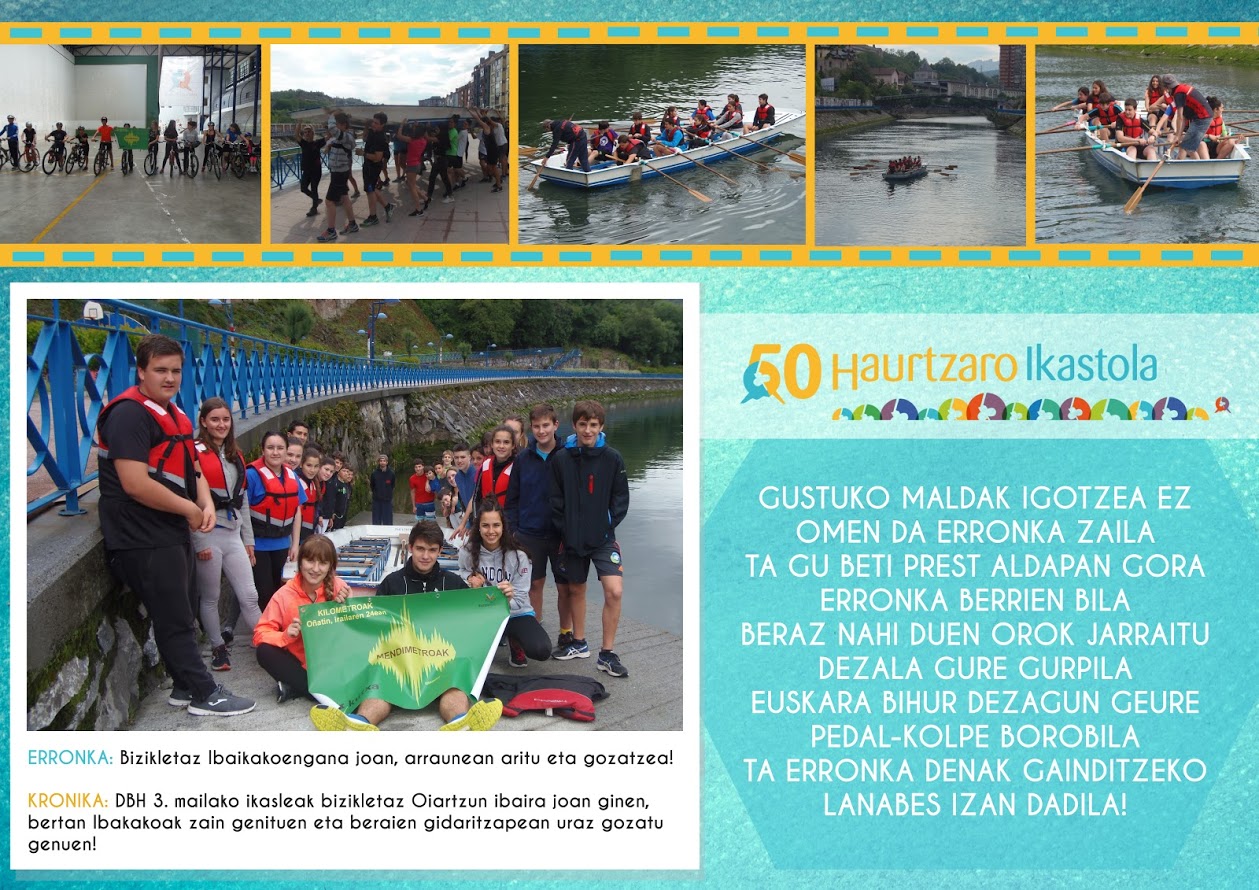 50 Haurtzaro Ikastola
KILOMETROAK
Oñatin, irailaren 24ean
MENDIMETROAK
ERRONKA: Bizikletaz Ibaikakoengana joan, arraunean aritu eta gozatzea!
KRONIKA: DBH 3. mailako ikasleak bizikletaz Oiartzun ibaira joan ginen,
bertan Ibakakoak zain genituen eta beraien gidaritzapean uraz gozatu
genuen!
GUSTUKO MALDAK IGOTZEA EZ
OMEN DA ERRONKA ZAILA
TA GU BETI PREST ALDAPAN GORA
ERRONKA BERRIEN BILA
BERAZ NAHI DUEN OROK JARRAITU
DEZALA GURE GURPILA
EUSKARA BIHUR DEZAGUN GEURE
PEDAL-KOLPE BOROBILA
TA ERRONKA DENAK GAINDITZEKO
LANABES IZAN DADILA!